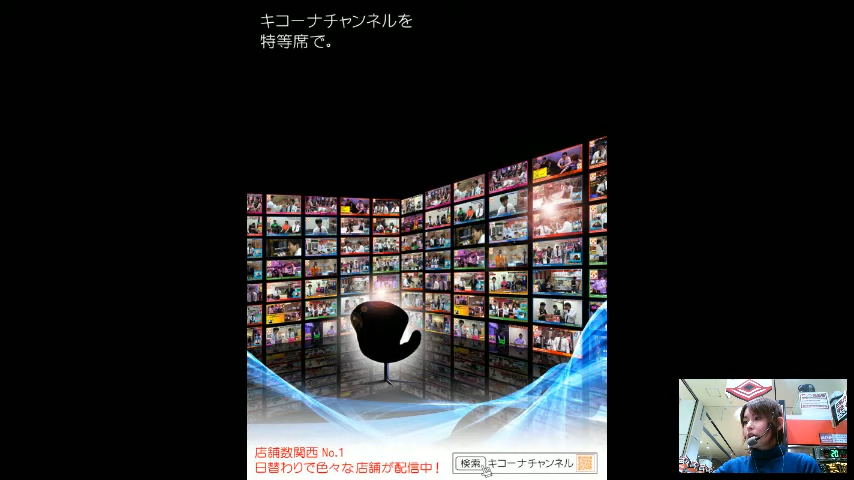 キコーナチャンネルを
特等席で。
店舗数関西 No.1
日替わりで色々な店舗が配信中！
検索 キコーナチャンネル